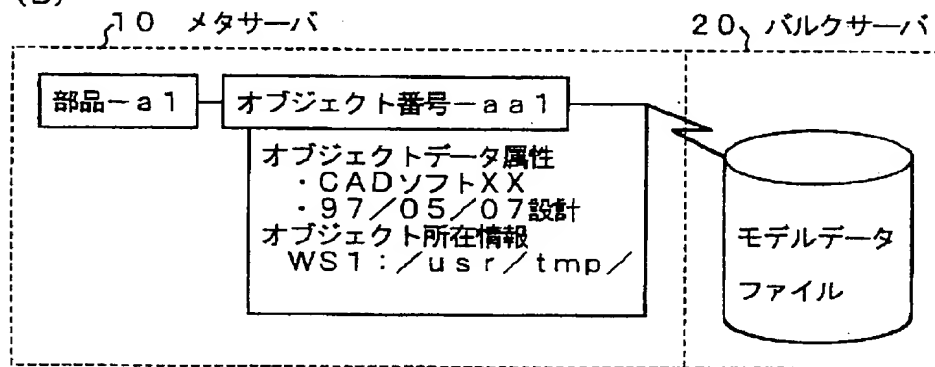 (B)
10 メタサーバ
20 バルクサーバ
部品-a1
オブジェクト番号-aa1
オブジェクトデータ属性
・CADソフトXX
・97/05/07設計
オブジェクト所在情報
WS1:/usr/tmp/
モデルデータ
ファイル